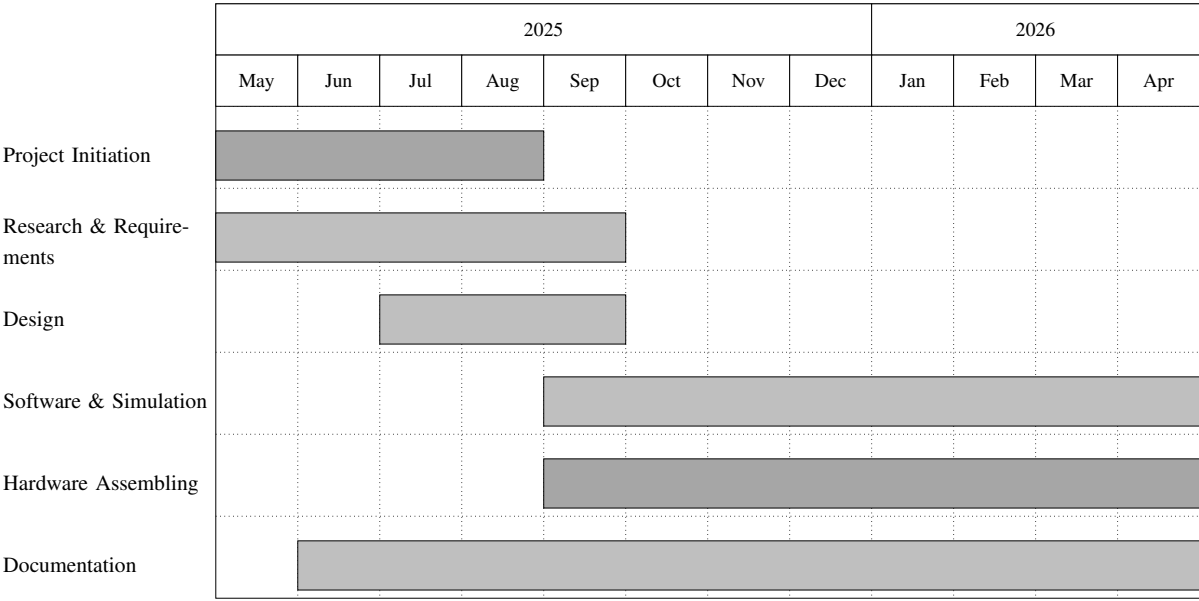 2025 2026
May Jun Jul Aug Sep Oct Nov Dec Jan Feb Mar Apr
Project Initiation
Research & Require-
ments
Design
Software & Simulation
Hardware Assembling
Documentation